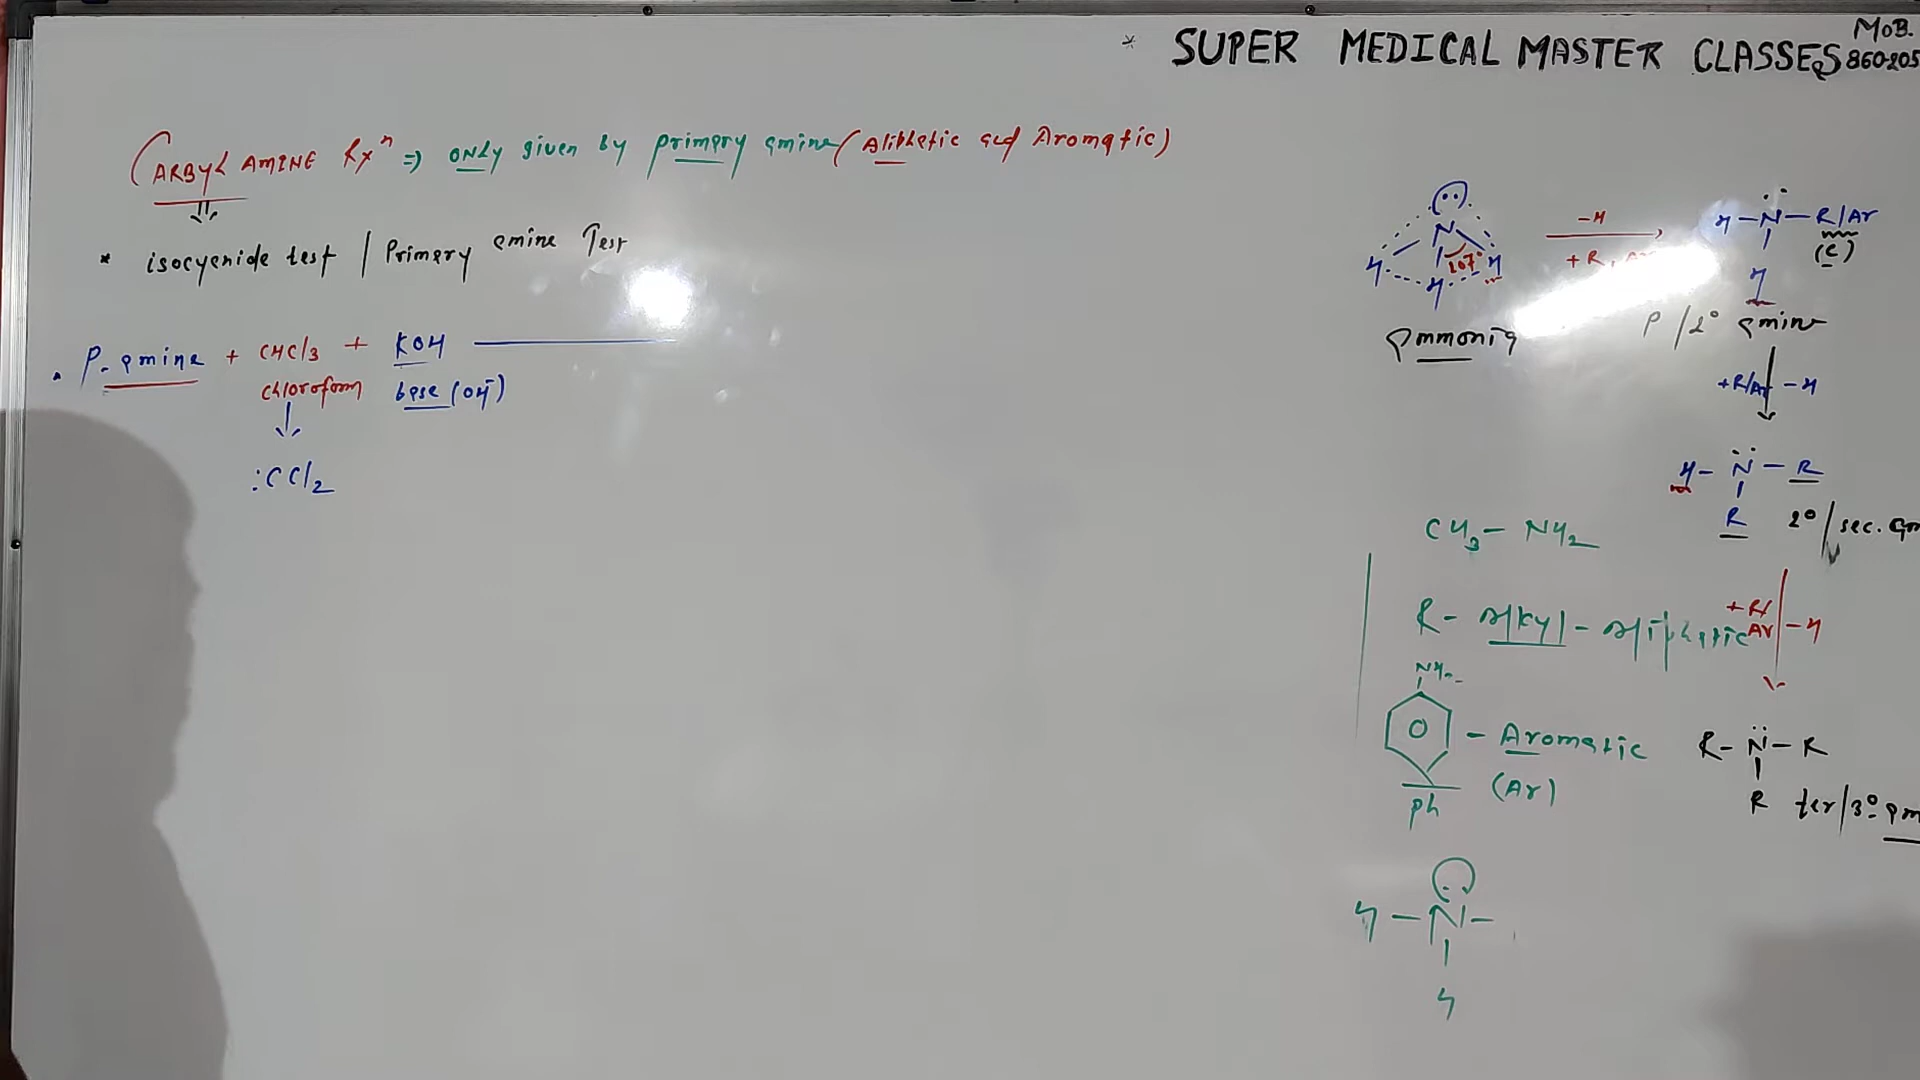 * SUPER MEDICAL MASTER CLASSES
MOB.
860205
CARBYL AMINE Rxⁿ ⇒ ONLY given by primary amine (Aliphatic and Aromatic)
* isocyanide test / Primary amine Test
P-amine + CHCl3 + KOH
chloroform base (OH⁻)
:CCl2
N
H H H
107°
ammonia
-H
+ R
H-N-R/Ar
(C)
H
P / 1° amine
+R/Ar -H
H-N-R
R 2°/sec. am
CH3-NH2
+R/
Ar -H
R- alkyl - aliphatic
NH2
- Aromatic
(Ar)
ph
R-N-R
R ter/3° am
H-N-
H